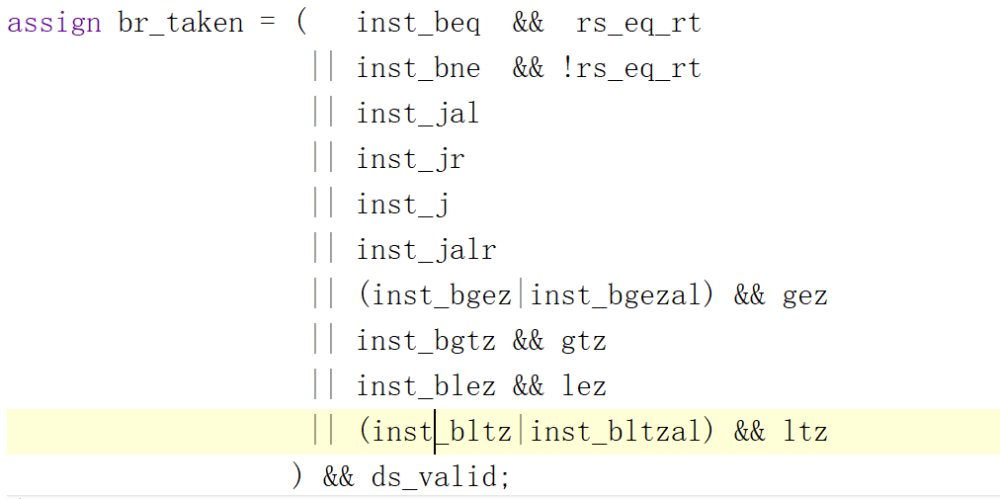 assign br_taken = (   inst_beq  &&  rs_eq_rt
                   || inst_bne  && !rs_eq_rt
                   || inst_jal
                   || inst_jr
                   || inst_j
                   || inst_jalr
                   || (inst_bgez|inst_bgezal) && gez
                   || inst_bgtz && gtz
                   || inst_blez && lez
                   || (inst_bltz|inst_bltzal) && ltz
                  ) && ds_valid;